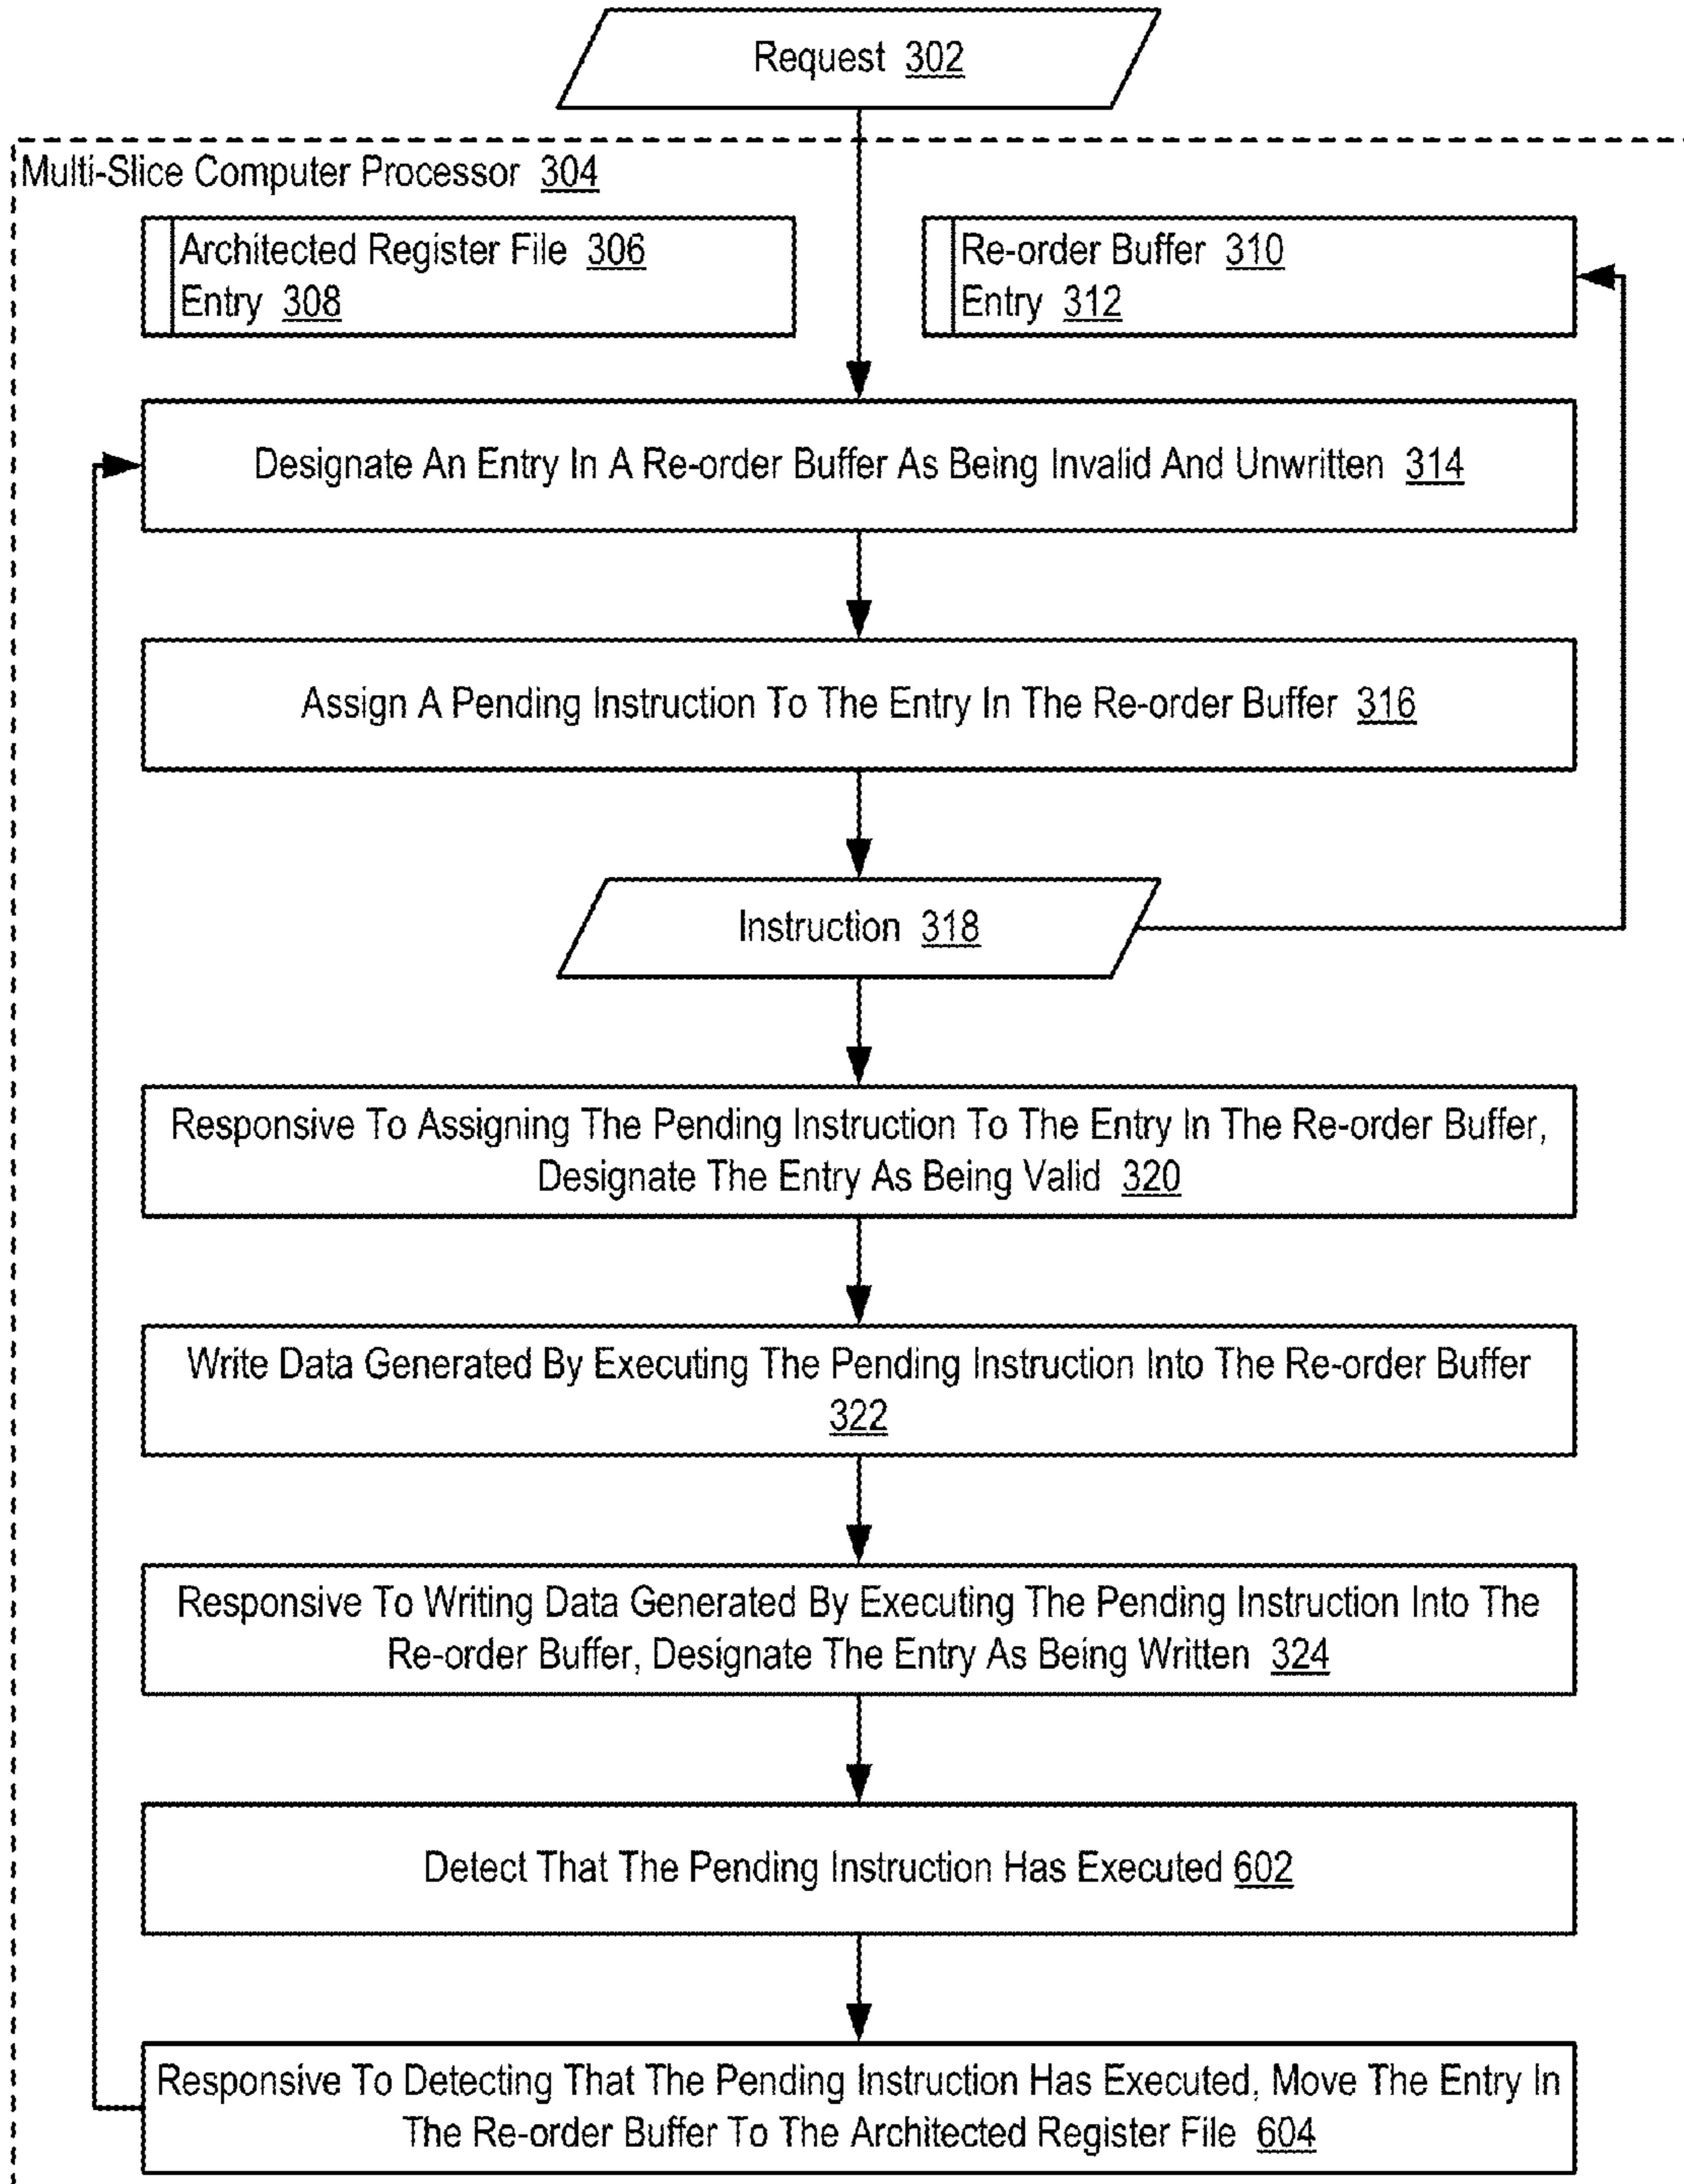 Request 302
Multi-Slice Computer Processor 304
Architected Register File 306
Entry 308
Re-order Buffer 310
Entry 312
Designate An Entry In A Re-order Buffer As Being Invalid And Unwritten 314
Assign A Pending Instruction To The Entry In The Re-order Buffer 316
Instruction 318
Responsive To Assigning The Pending Instruction To The Entry In The Re-order Buffer,
Designate The Entry As Being Valid 320
Write Data Generated By Executing The Pending Instruction Into The Re-order Buffer
322
Responsive To Writing Data Generated By Executing The Pending Instruction Into The
Re-order Buffer, Designate The Entry As Being Written 324
Detect That The Pending Instruction Has Executed 602
Responsive To Detecting That The Pending Instruction Has Executed, Move The Entry In
The Re-order Buffer To The Architected Register File 604